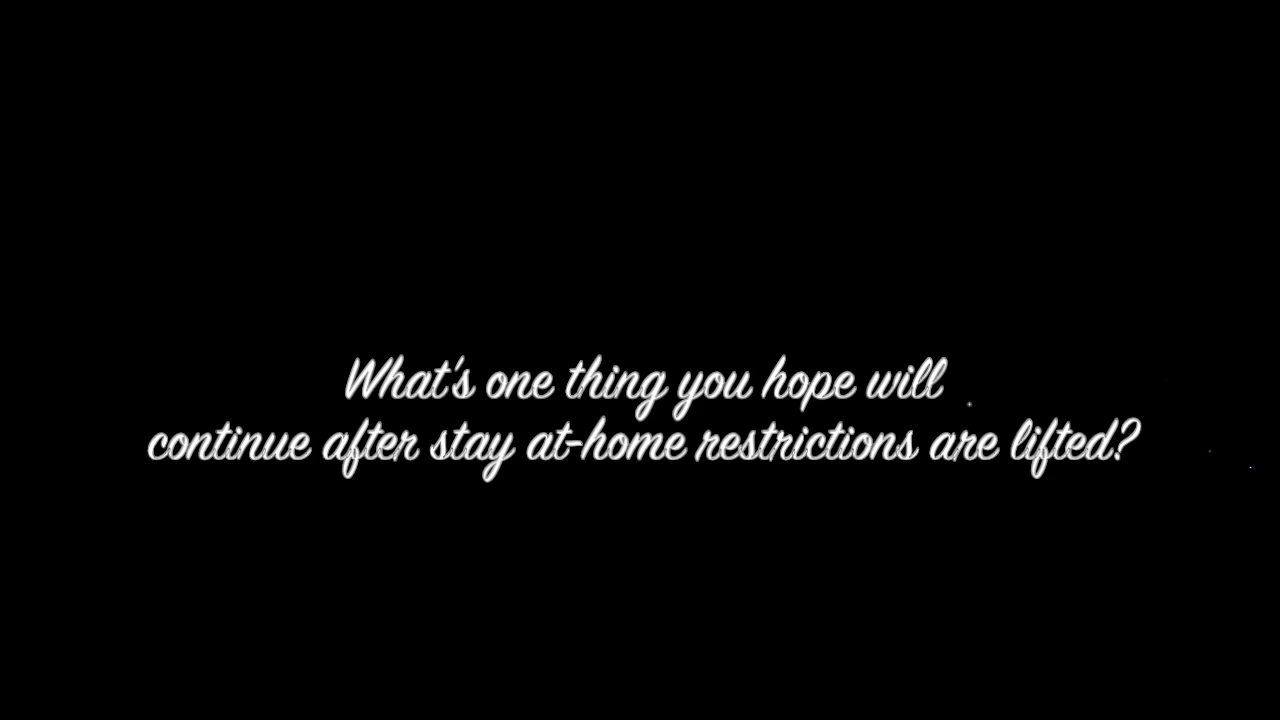 What's one thing you hope will
continue after stay at-home restrictions are lifted?